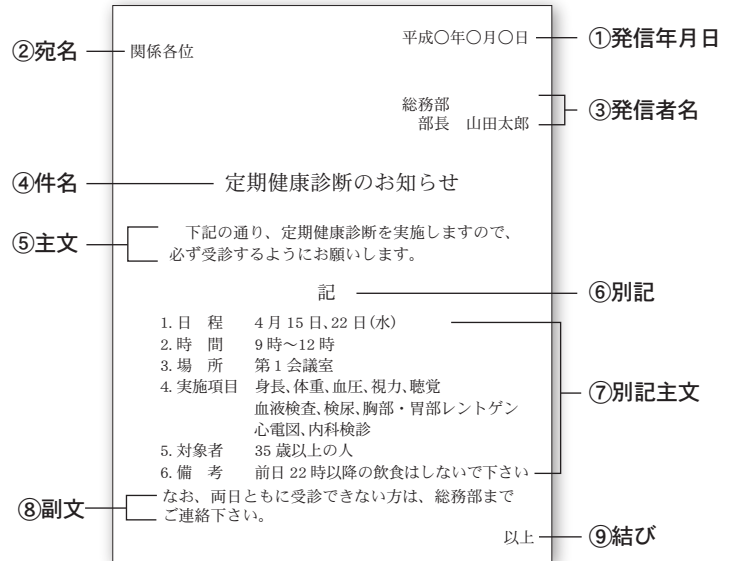 平成〇年〇月〇日
①発信年月日
②宛名
関係各位
総務部
部長 山田太郎
③発信者名
④件名
定期健康診断のお知らせ
⑤主文
下記の通り、定期健康診断を実施しますので、
必ず受診するようにお願いします。
記
⑥別記
1. 日 程 4月15日、22日(水)
2. 時 間 9時〜12時
3. 場 所 第1会議室
4. 実施項目 身長、体重、血圧、視力、聴覚
血液検査、検尿、胸部・胃部レントゲン
心電図、内科検診
⑦別記主文
5. 対象者 35歳以上の人
6. 備 考 前日22時以降の飲食はしないで下さい
⑧副文
なお、両日ともに受診できない方は、総務部まで
ご連絡下さい。
以上
⑨結び